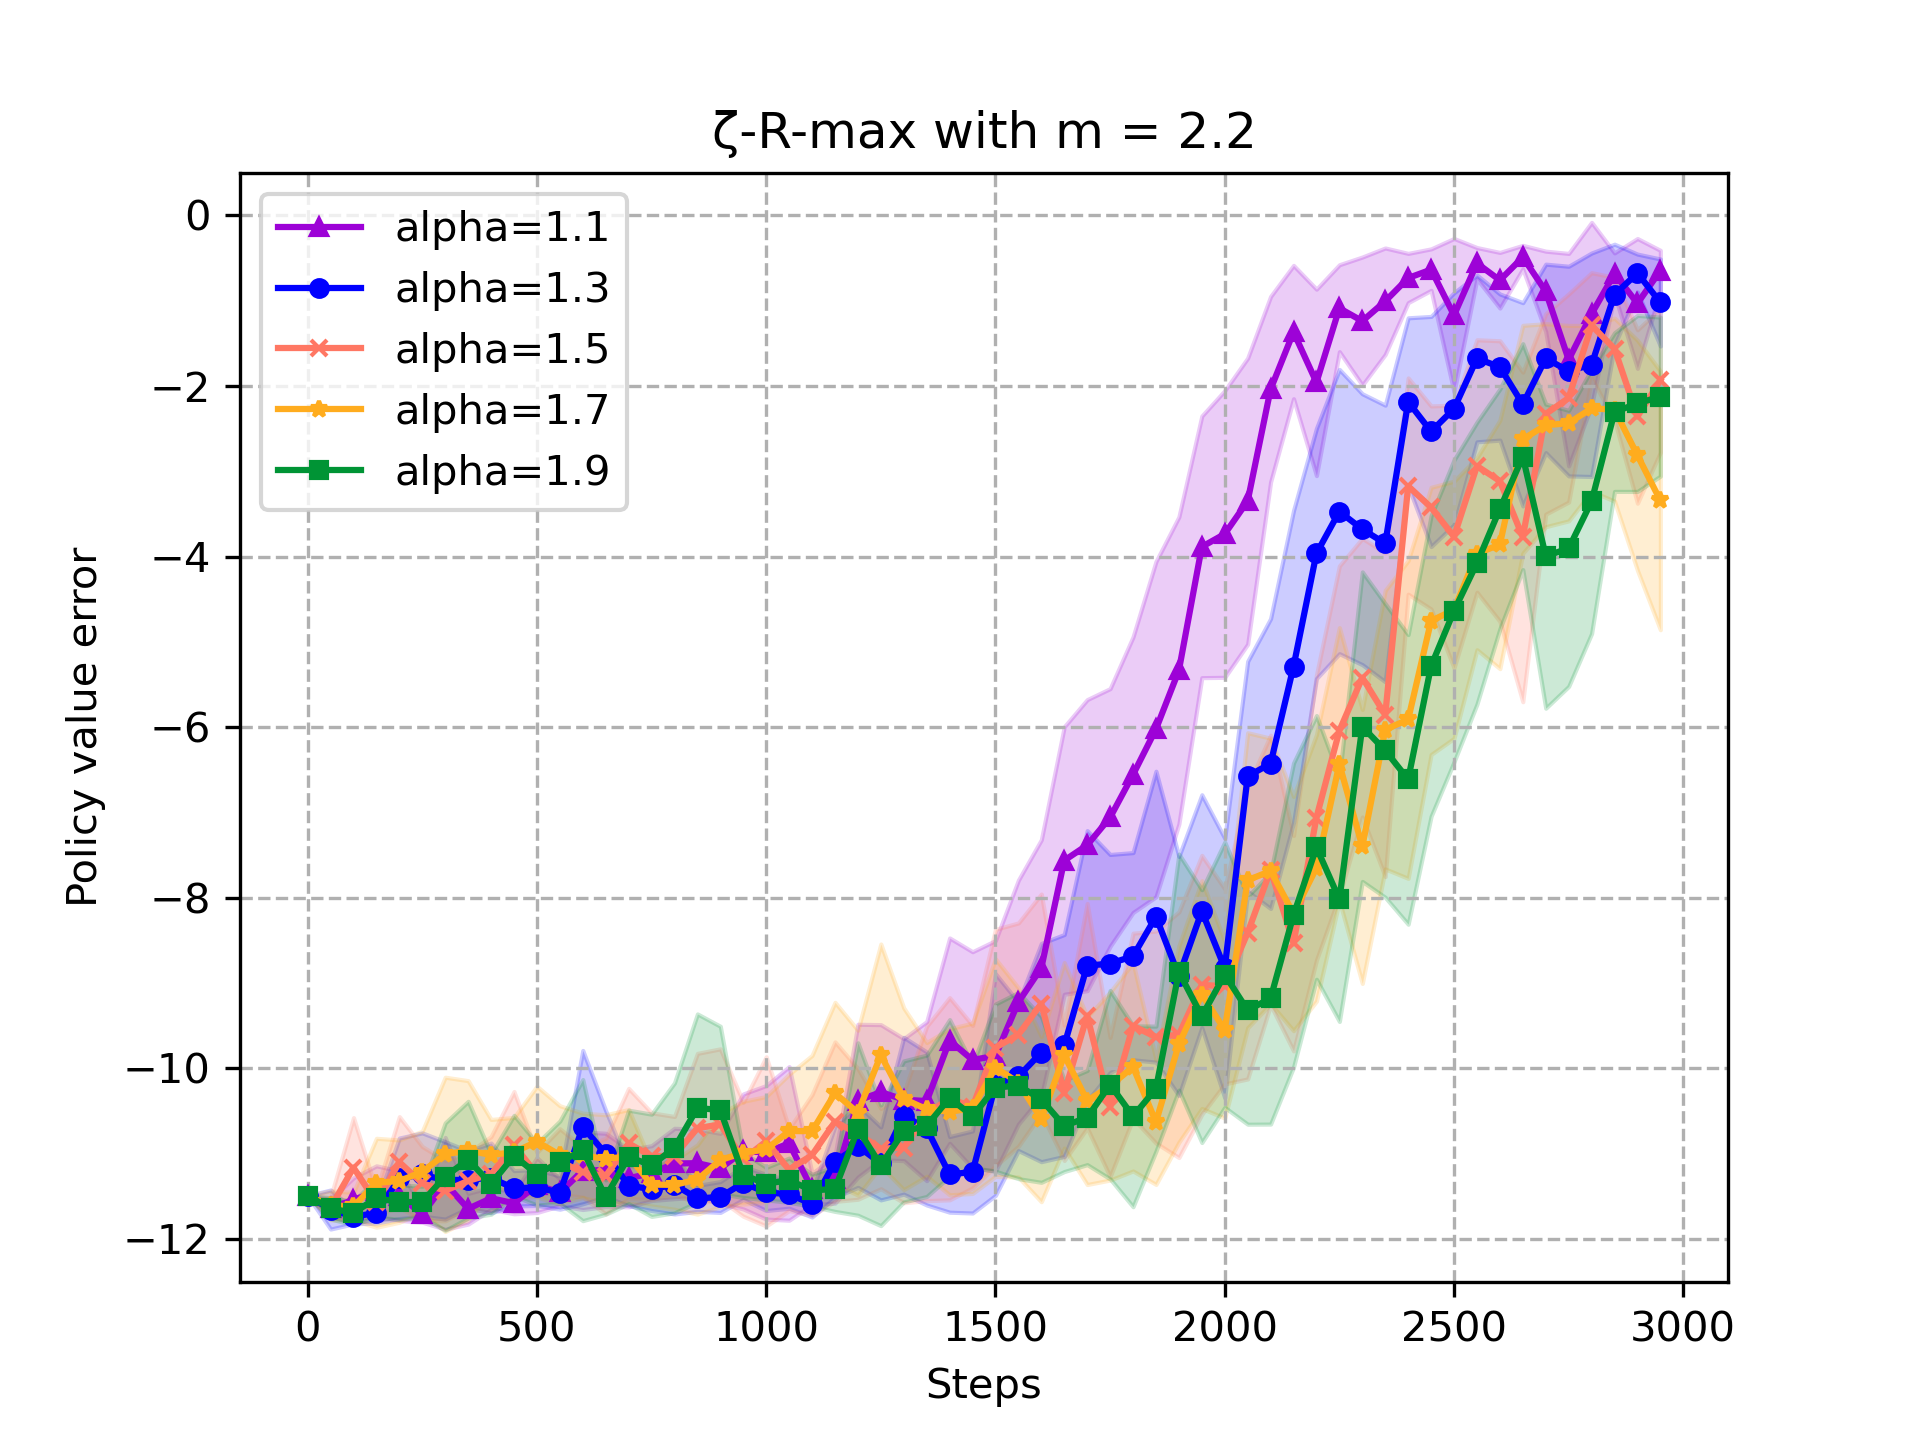 ζ-R-max with m = 2.2
alpha=1.1
alpha=1.3
alpha=1.5
alpha=1.7
alpha=1.9
Policy value error
0
−2
−4
−6
−8
−10
−12
0 500 1000 1500 2000 2500 3000
Steps